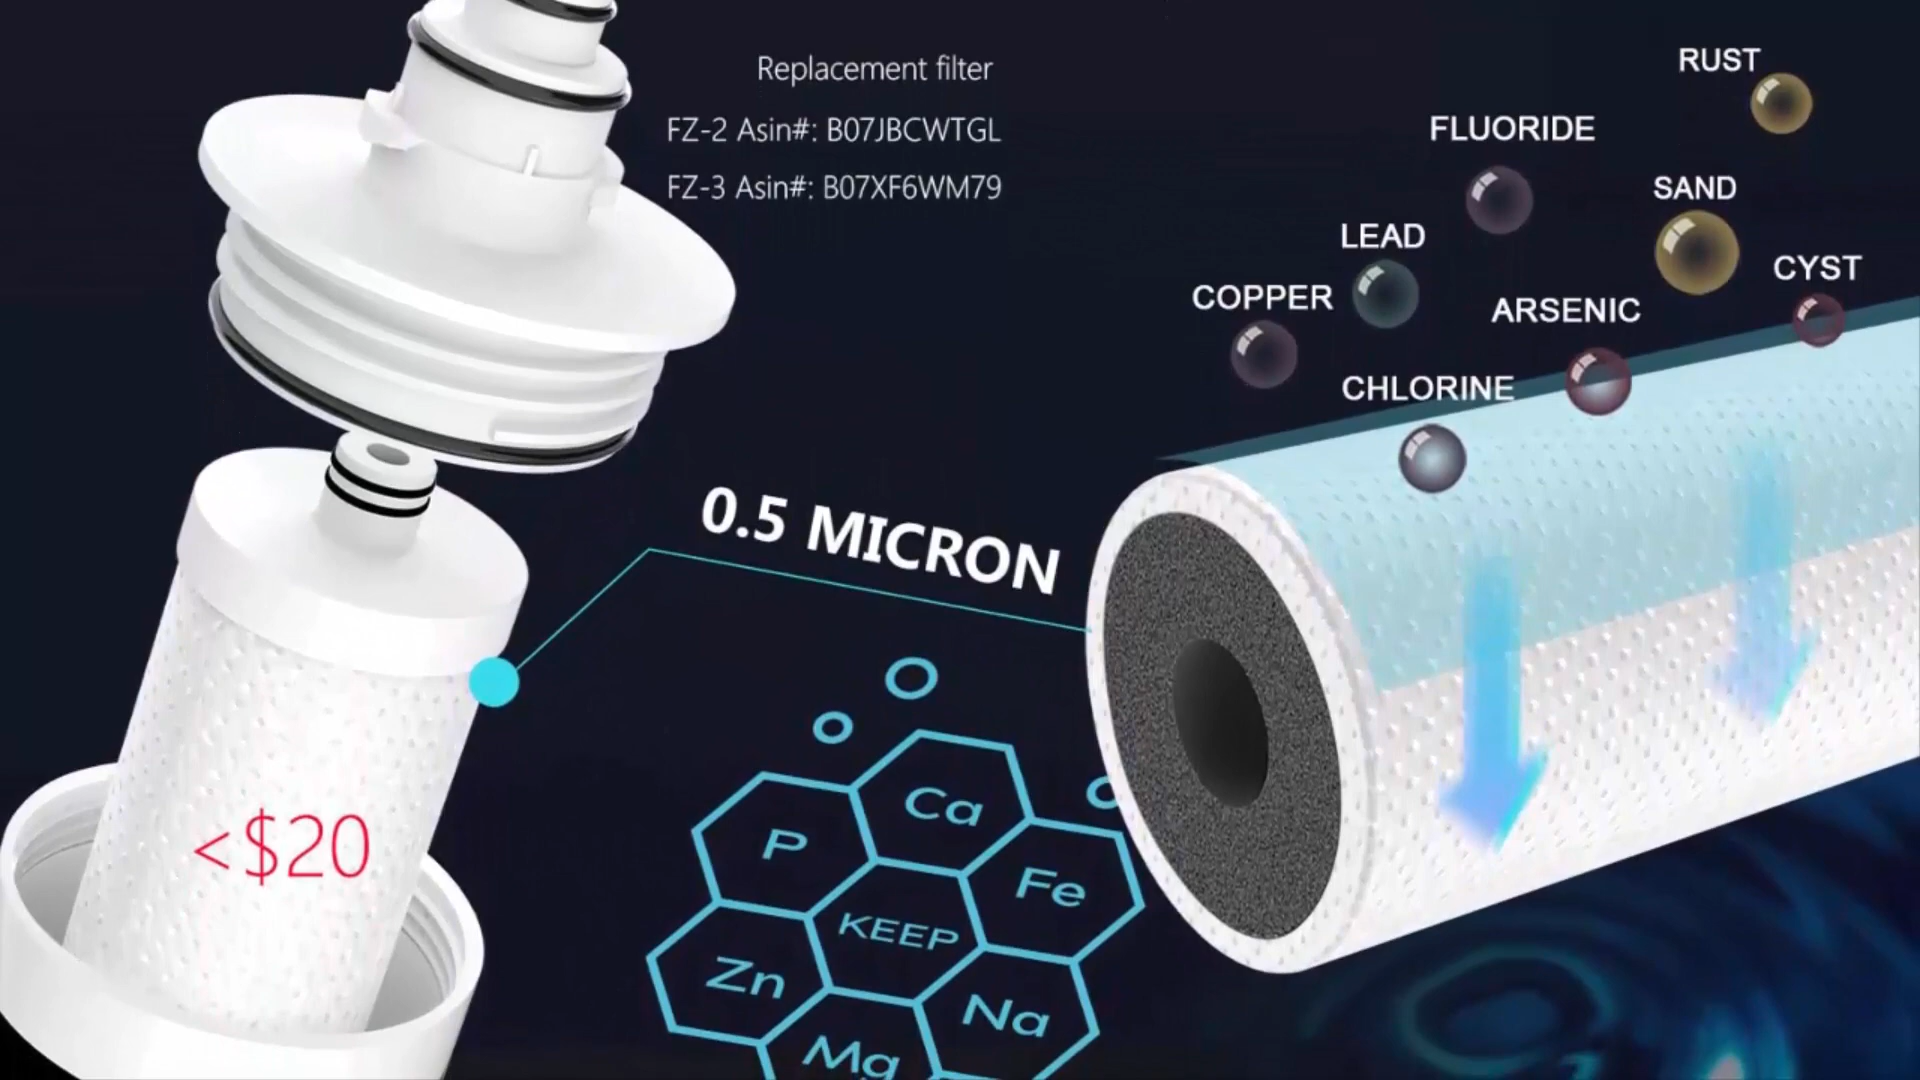 Replacement filter
FZ-2 Asin#: B07JBCWTGL
FZ-3 Asin#: B07XF6WM79
RUST
FLUORIDE
SAND
LEAD
CYST
COPPER
ARSENIC
CHLORINE
0.5 MICRON
<$20
Ca
P
Fe
KEEP
Zn
Na
Mg